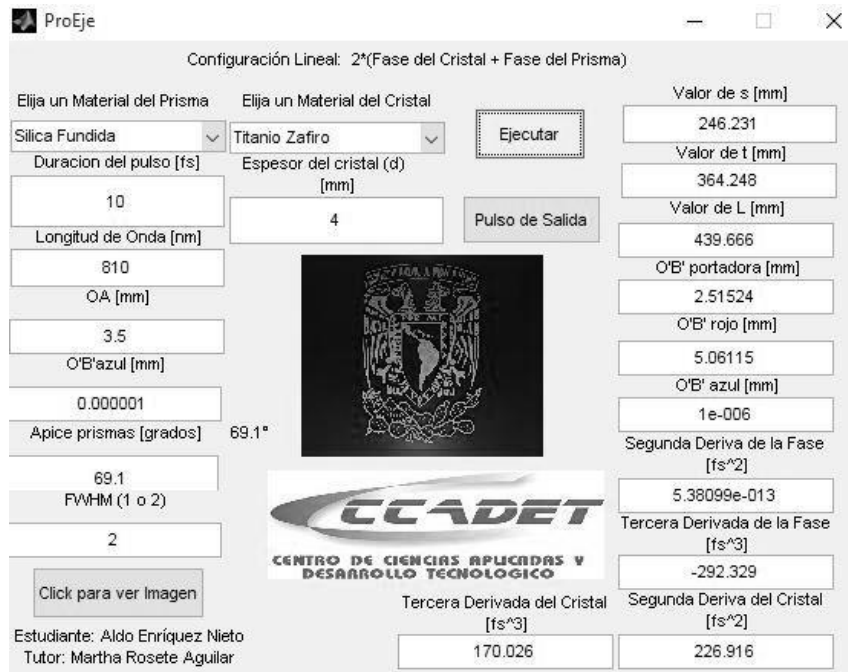 ProEje
Configuración Lineal: 2*(Fase del Cristal + Fase del Prisma)
Elija un Material del Prisma
Silica Fundida
Duracion del pulso [fs]
10
Longitud de Onda [nm]
810
OA [mm]
3.5
O'B'azul [mm]
0.000001
Apice prismas [grados]
69.1°
69.1
FWHM (1 o 2)
2
Click para ver Imagen
Estudiante: Aldo Enríquez Nieto
Tutor: Martha Rosete Aguilar
Elija un Material del Cristal
Titanio Zafiro
Espesor del cristal (d)
[mm]
4
Ejecutar
Pulso de Salida
CCADET
CENTRO DE CIENCIAS APLICADAS Y
DESARROLLO TECNOLOGICO
Valor de s [mm]
246.231
Valor de t [mm]
364.248
Valor de L [mm]
439.666
O'B' portadora [mm]
2.51524
O'B' rojo [mm]
5.06115
O'B' azul [mm]
1e-006
Segunda Deriva de la Fase
[fs^2]
5.38099e-013
Tercera Derivada de la Fase
[fs^3]
-292.329
Tercera Derivada del Cristal
[fs^3]
170.026
Segunda Deriva del Cristal
[fs^2]
226.916